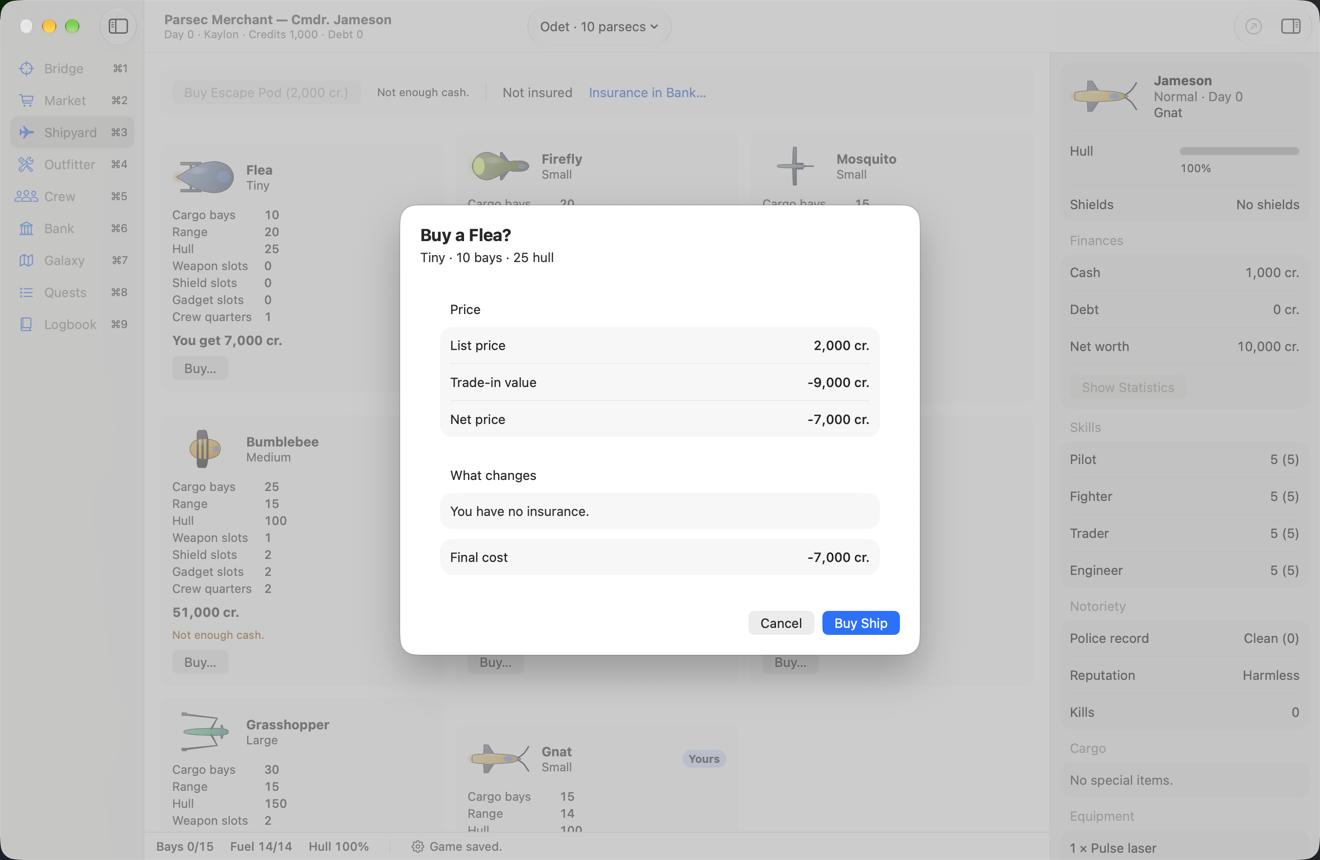 Parsec Merchant — Cmdr. Jameson
Day 0 · Kaylon · Credits 1,000 · Debt 0
Odet · 10 parsecs
Bridge ⌘1
Market ⌘2
Shipyard ⌘3
Outfitter ⌘4
Crew ⌘5
Bank ⌘6
Galaxy ⌘7
Quests ⌘8
Logbook ⌘9
Buy Escape Pod (2,000 cr.) Not enough cash. Not insured Insurance in Bank…
Flea
Tiny
Cargo bays 10
Range 20
Hull 25
Weapon slots 0
Shield slots 0
Gadget slots 0
Crew quarters 1
You get 7,000 cr.
Buy…
Firefly
Small
Cargo bays 20
Mosquito
Small
Cargo bays 15
Buy a Flea?
Tiny · 10 bays · 25 hull
Price
List price 2,000 cr.
Trade-in value -9,000 cr.
Net price -7,000 cr.
What changes
You have no insurance.
Final cost -7,000 cr.
Cancel Buy Ship
Bumblebee
Medium
Cargo bays 25
Range 15
Hull 100
Weapon slots 1
Shield slots 2
Gadget slots 2
Crew quarters 2
51,000 cr.
Not enough cash.
Buy…
Buy…
Buy…
Grasshopper
Large
Cargo bays 30
Range 15
Hull 150
Weapon slots 2
Gnat
Small
Yours
Cargo bays 15
Range 14
Hull 100
Jameson
Normal · Day 0
Gnat
Hull
100%
Shields No shields
Finances
Cash 1,000 cr.
Debt 0 cr.
Net worth 10,000 cr.
Show Statistics
Skills
Pilot 5 (5)
Fighter 5 (5)
Trader 5 (5)
Engineer 5 (5)
Notoriety
Police record Clean (0)
Reputation Harmless
Kills 0
Cargo
No special items.
Equipment
1 × Pulse laser
Bays 0/15 Fuel 14/14 Hull 100% Game saved.